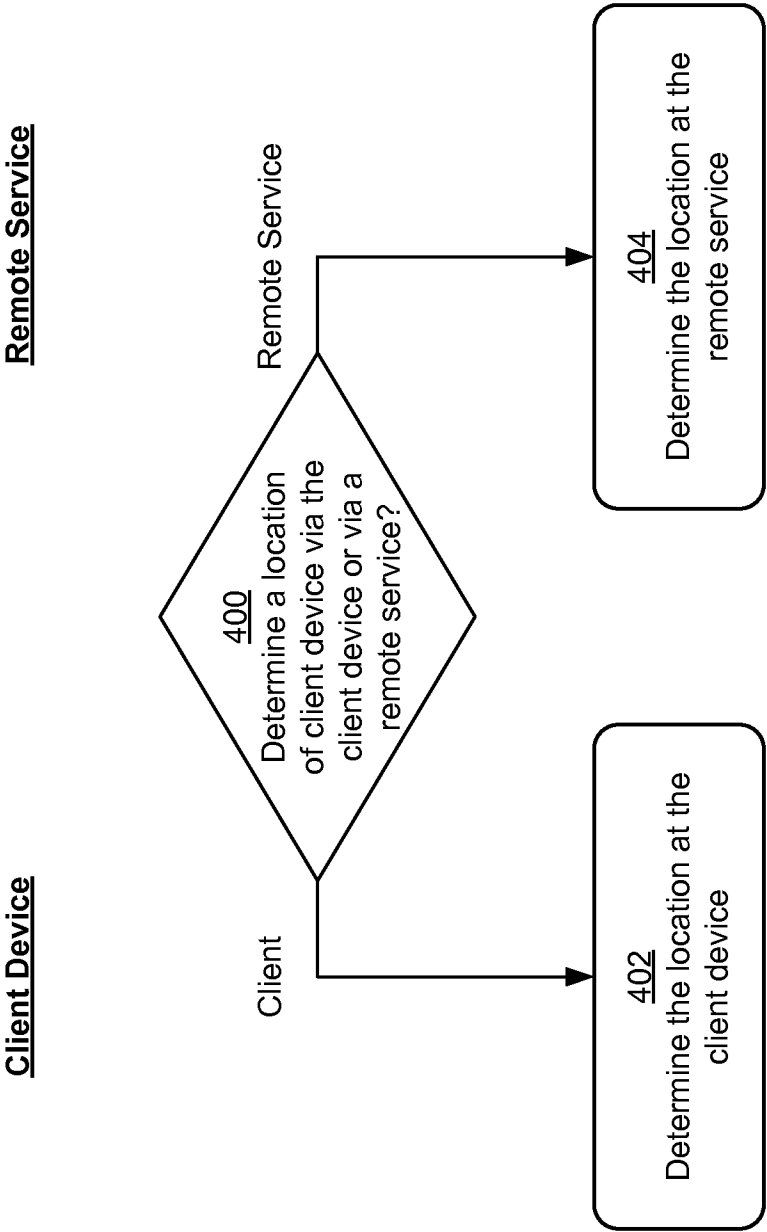 Client Device
Remote Service
400
Determine a location
of client device via the
client device or via a
remote service?
Client
Remote Service
402
Determine the location at the
client device
404
Determine the location at the
remote service